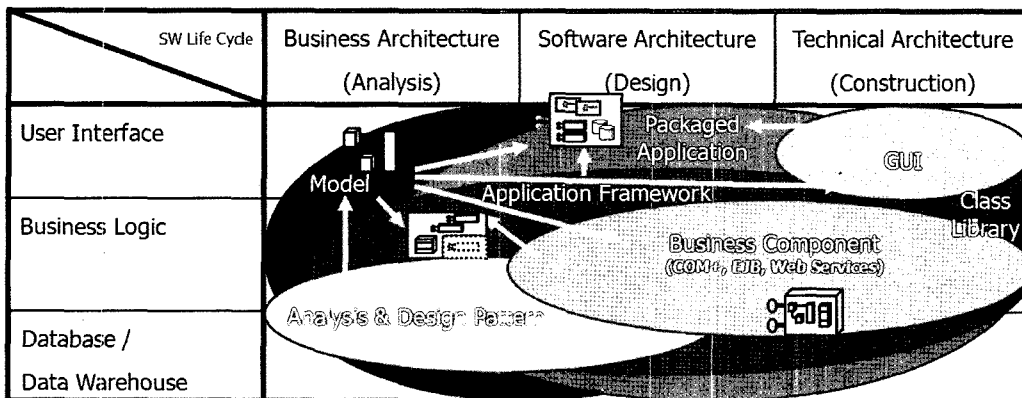 SW Life Cycle
Business Architecture
(Analysis)
Software Architecture
(Design)
Technical Architecture
(Construction)
User Interface
Packaged
Application
GUI
Model
Application Framework
Class
Library
Business Logic
Business Component
(COM+, EJB, Web Services)
Analysis & Design Pattern
Database /
Data Warehouse